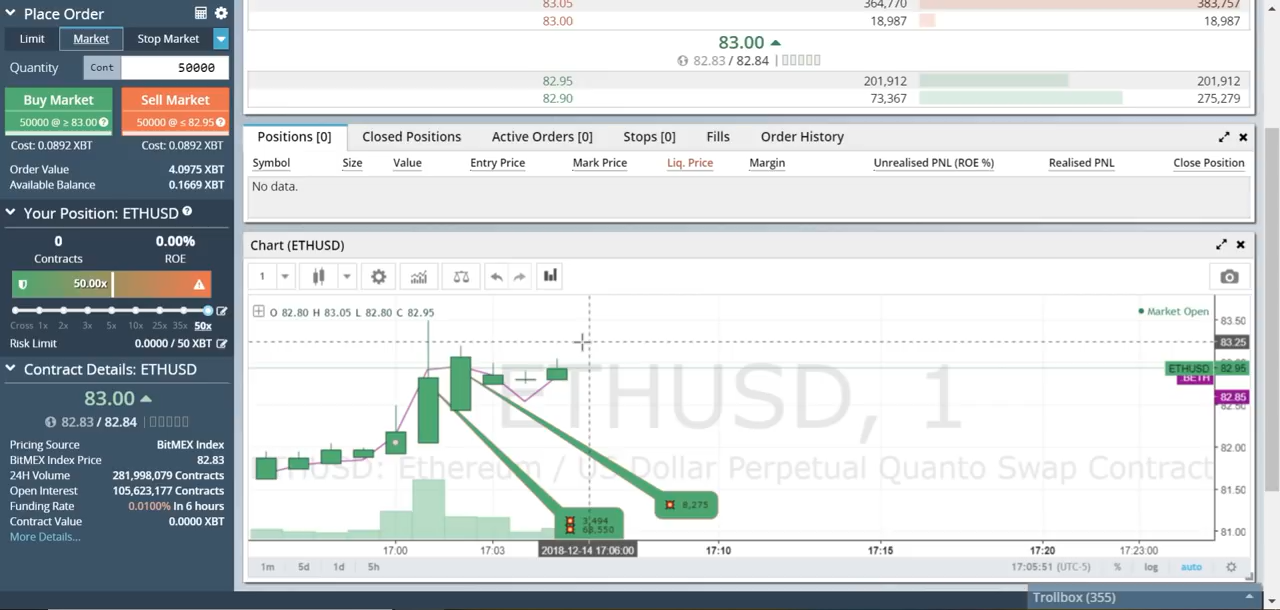 Place Order
Limit Market Stop Market
Quantity Cont 50000
Buy Market Sell Market
50000 @ ≥ 83.00 50000 @ ≤ 82.95
Cost: 0.0892 XBT Cost: 0.0892 XBT
Order Value 4.0975 XBT
Available Balance 0.1669 XBT
Your Position: ETHUSD
0 0.00%
Contracts ROE
50.00x
Cross 1x 2x 3x 5x 10x 25x 35x 50x
Risk Limit 0.0000 / 50 XBT
Contract Details: ETHUSD
83.00
82.83 / 82.84
Pricing Source BitMEX Index
BitMEX Index Price 82.83
24H Volume 281,998,079 Contracts
Open Interest 105,623,177 Contracts
Funding Rate 0.0100% In 6 hours
Contract Value 0.0000 XBT
More Details...
83.05 364,770 383,757
83.00 18,987 18,987
83.00
82.83 / 82.84
82.95 201,912 201,912
82.90 73,367 275,279
Positions [0] Closed Positions Active Orders [0] Stops [0] Fills Order History
Symbol Size Value Entry Price Mark Price Liq. Price Margin Unrealised PNL (ROE %) Realised PNL Close Position
No data.
Chart (ETHUSD)
1
O 82.80 H 83.05 L 82.80 C 82.95
Market Open
83.50
83.25
83.00
ETHUSD 82.95
.BETH 82.85
82.50
82.00
81.50
81.00
ETHUSD, 1
ETHUSD: Ethereum / US Dollar Perpetual Quanto Swap Contract
8,275
3,494
68,550
17:00 17:03 2018-12-14 17:06:00 17:10 17:15 17:20 17:23:00
1m 5d 1d 5h 17:05:51 (UTC-5) % log auto
Trollbox (355)